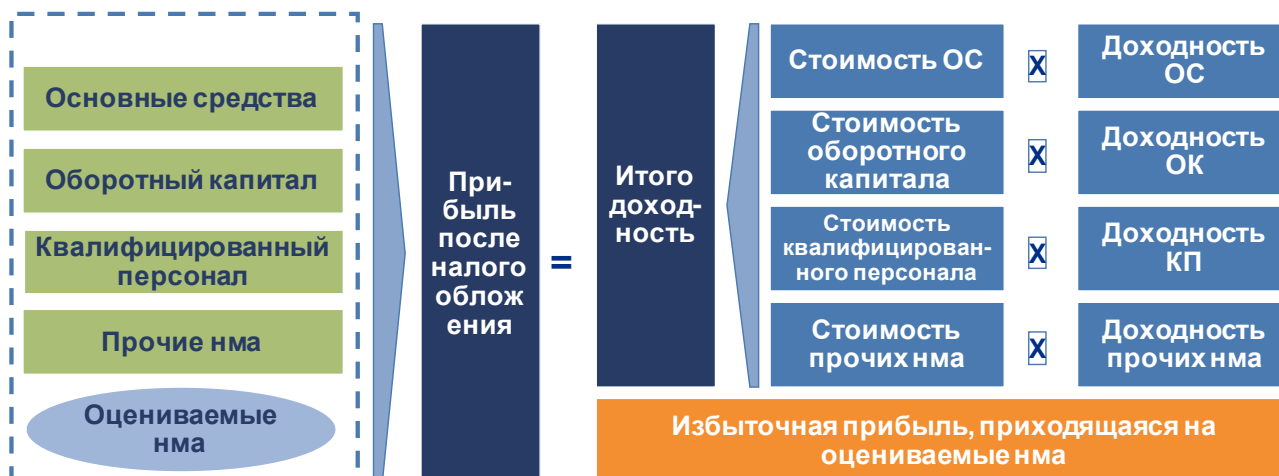 Основные средства
Оборотный капитал
Квалифицированный
персонал
Прочие нма
Оцениваемые
нма
При-
быль
после
налого
облож
ения
=
Итого
доход-
ность
Стоимость ОС
X
Доходность
ОС
Стоимость
оборотного
капитала
X
Доходность
ОК
Стоимость
квалифицирован-
ного персонала
X
Доходность
КП
Стоимость
прочих нма
X
Доходность
прочих нма
Избыточная прибыль, приходящаяся на
оцениваемые нма